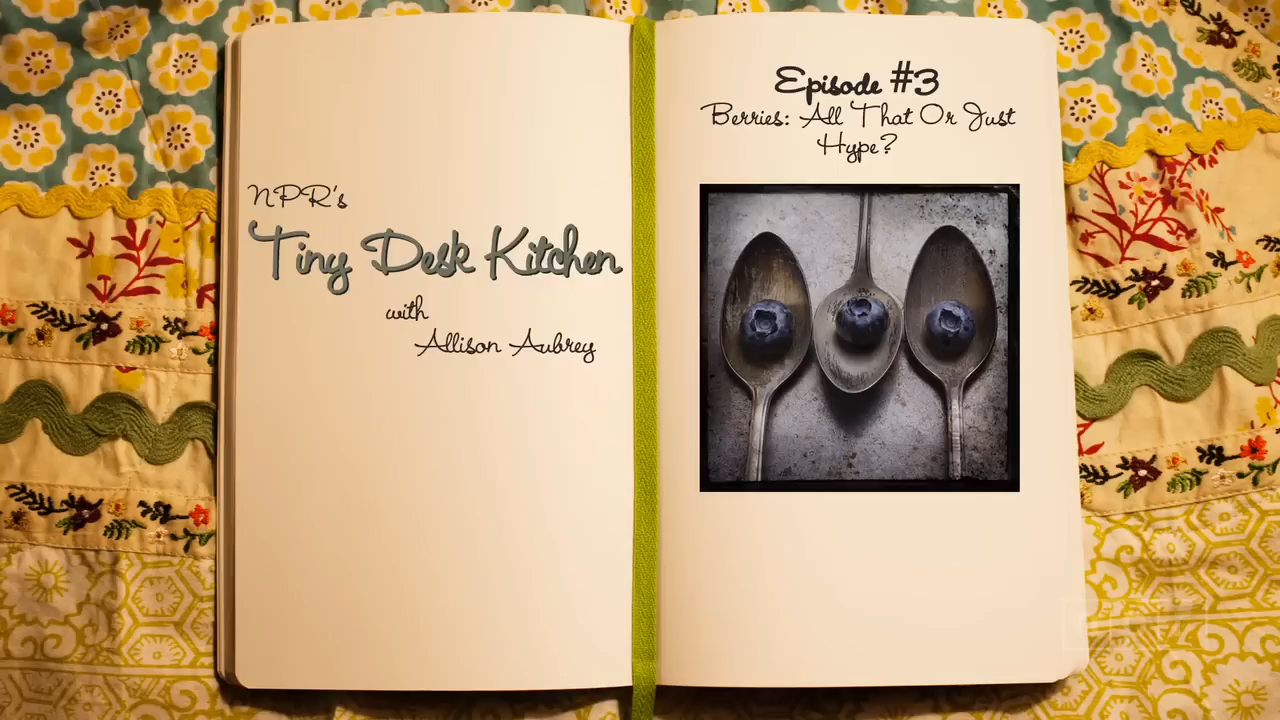 NPR's
Tiny Desk Kitchen
with
Allison Aubrey
Episode #3
Berries: All That Or Just
Hype?